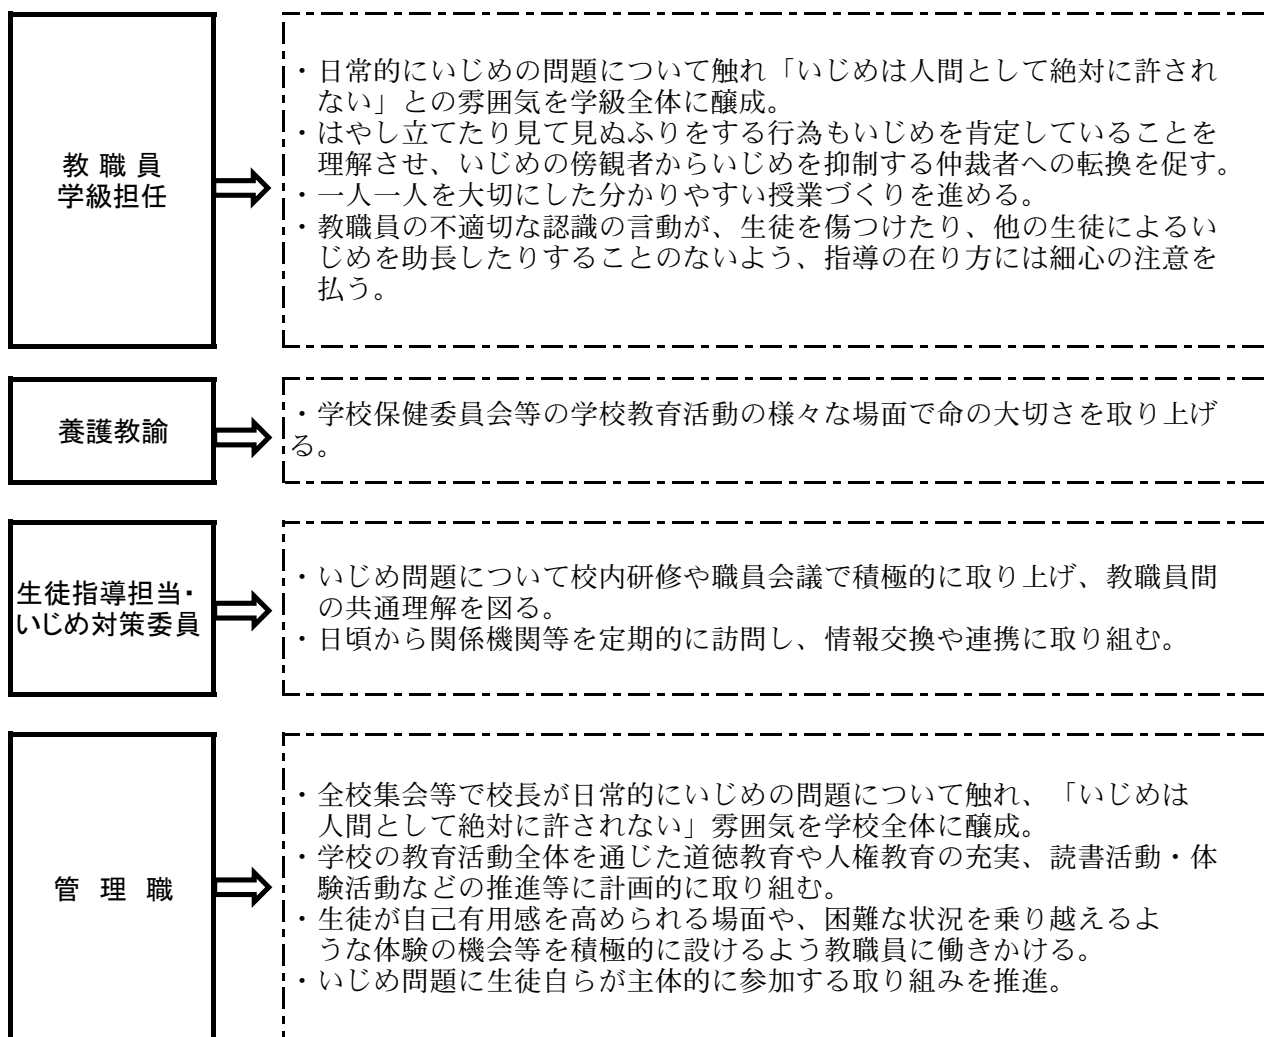 教 職 員
学級担任
・日常的にいじめの問題について触れ「いじめは人間として絶対に許され
ない」との雰囲気を学級全体に醸成。
・はやし立てたり見て見ぬふりをする行為もいじめを肯定していることを
理解させ、いじめの傍観者からいじめを抑制する仲裁者への転換を促す。
・一人一人を大切にした分かりやすい授業づくりを進める。
・教職員の不適切な認識の言動が、生徒を傷つけたり、他の生徒によるい
じめを助長したりすることのないよう、指導の在り方には細心の注意を
払う。
養護教諭
・学校保健委員会等の学校教育活動の様々な場面で命の大切さを取り上げ
る。
生徒指導担当・
いじめ対策委員
・いじめ問題について校内研修や職員会議で積極的に取り上げ、教職員間
の共通理解を図る。
・日頃から関係機関等を定期的に訪問し、情報交換や連携に取り組む。
管 理 職
・全校集会等で校長が日常的にいじめの問題について触れ、「いじめは
人間として絶対に許されない」雰囲気を学校全体に醸成。
・学校の教育活動全体を通じた道徳教育や人権教育の充実、読書活動・体
験活動などの推進等に計画的に取り組む。
・生徒が自己有用感を高められる場面や、困難な状況を乗り越えるよ
うな体験の機会等を積極的に設けるよう教職員に働きかける。
・いじめ問題に生徒自らが主体的に参加する取り組みを推進。